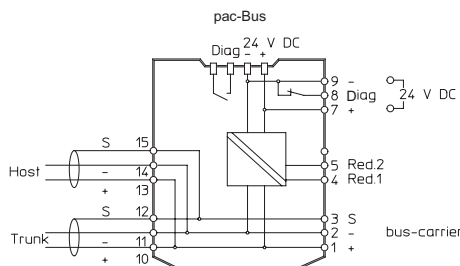 pac-Bus
Diag 24 V DC
- +
9 -
8 Diag 24 V DC
7 +
S 15
5 Red.2
Host - 14
4 Red.1
+ 13
S 12
3 S
Trunk - 11
2 - bus-carrier
+ 10
1 +